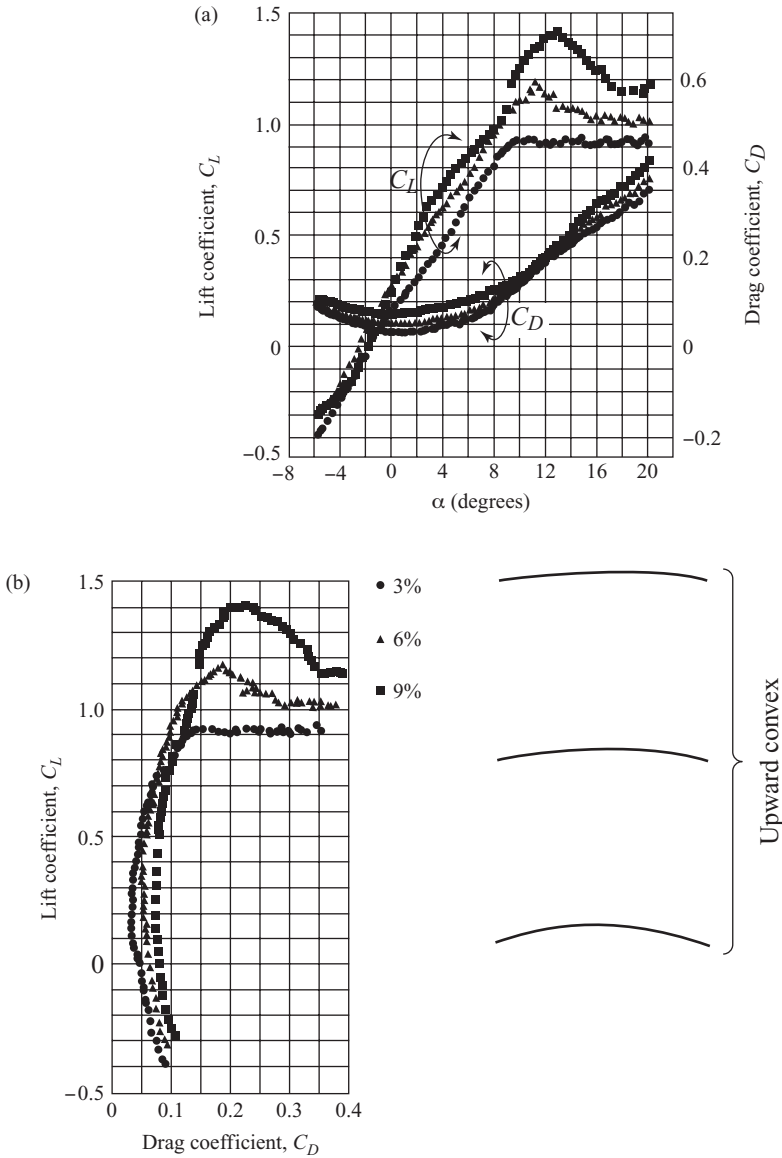 (a)
1.5
1.0
0.5
0
−0.5
Lift coefficient, C_L
0.6
0.4
0.2
0
−0.2
Drag coefficient, C_D
C_L
C_D
−8 −4 0 4 8 12 16 20
α (degrees)
(b)
1.5
1.0
0.5
0
−0.5
Lift coefficient, C_L
0 0.1 0.2 0.3 0.4
Drag coefficient, C_D
3%
6%
9%
Upward convex